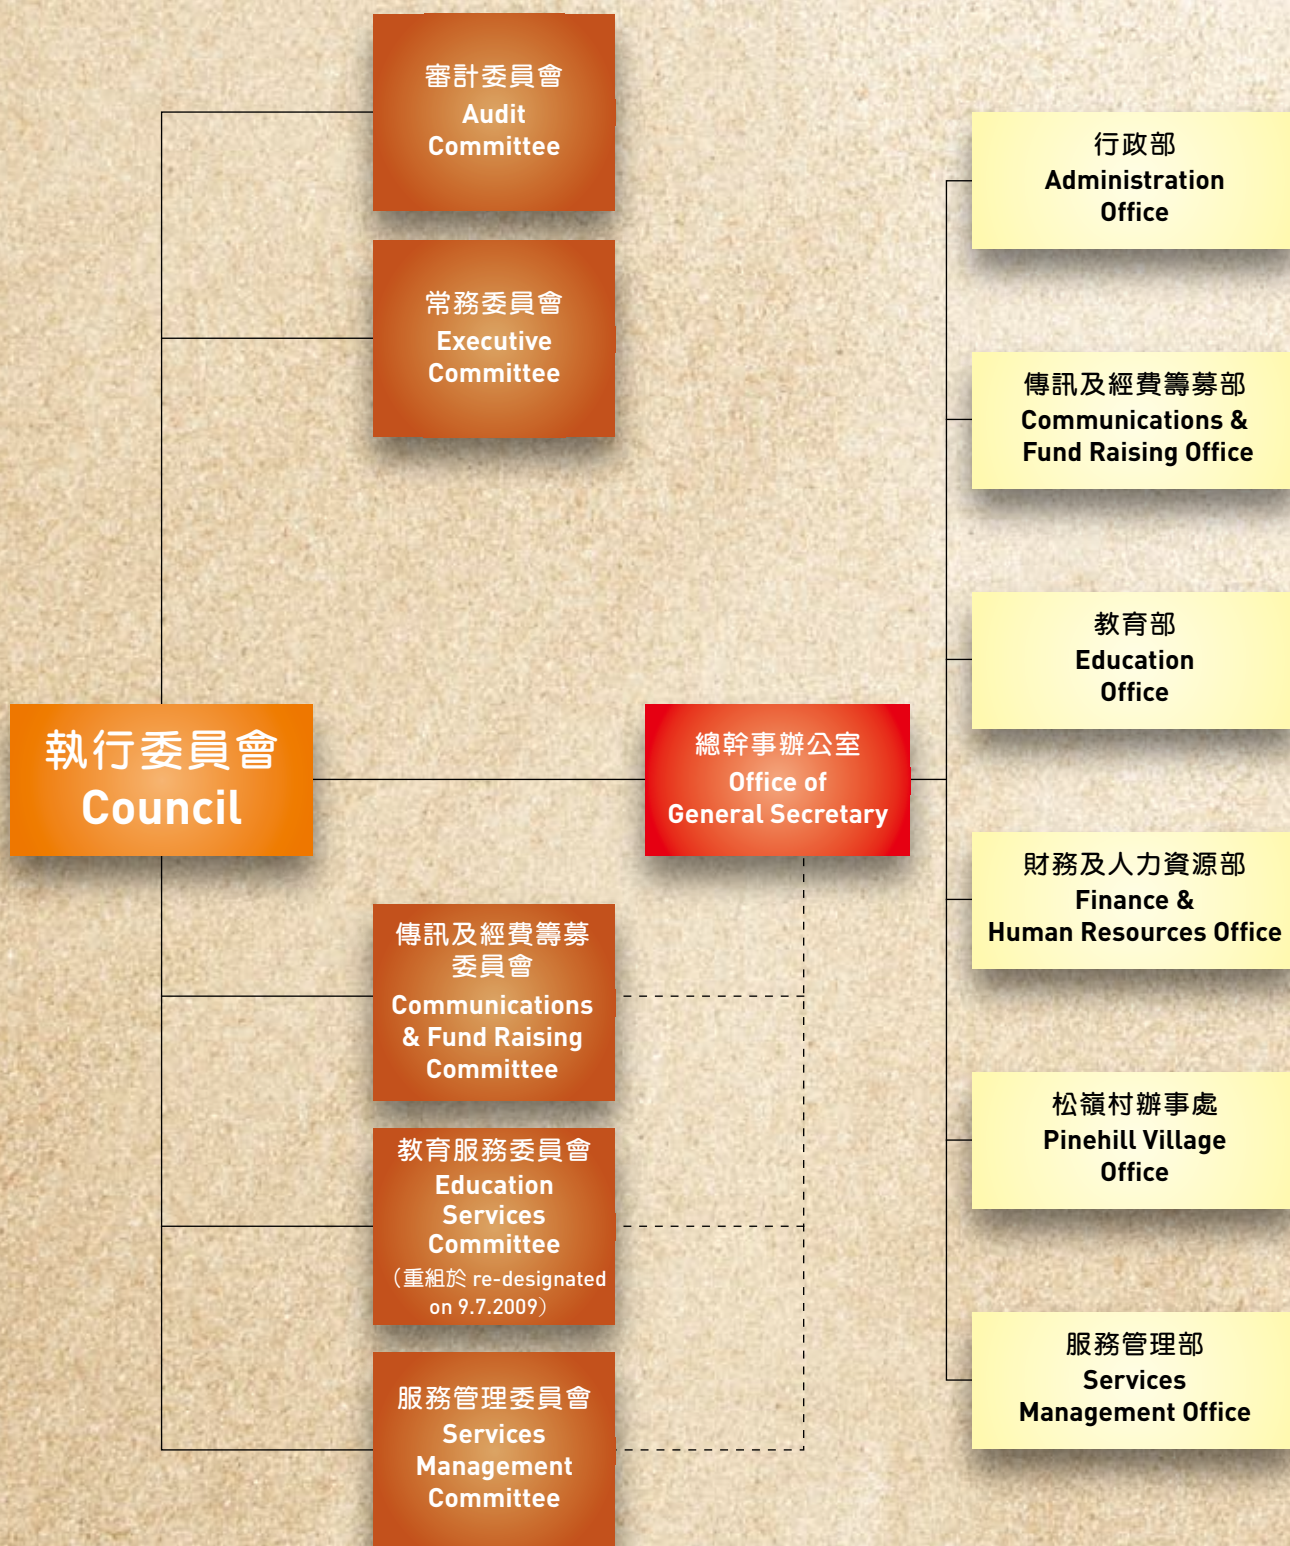 審計委員會
Audit
Committee
常務委員會
Executive
Committee
執行委員會
Council
總幹事辦公室
Office of
General Secretary
傳訊及經費籌募
委員會
Communications
& Fund Raising
Committee
教育服務委員會
Education
Services
Committee
（重組於 re-designated
on 9.7.2009）
服務管理委員會
Services
Management
Committee
行政部
Administration
Office
傳訊及經費籌募部
Communications &
Fund Raising Office
教育部
Education
Office
財務及人力資源部
Finance &
Human Resources Office
松嶺村辦事處
Pinehill Village
Office
服務管理部
Services
Management Office